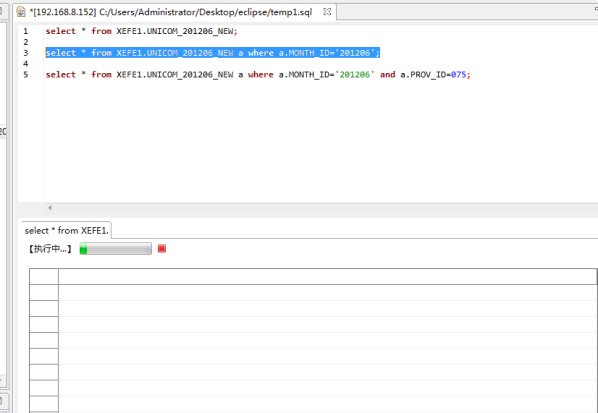 *[192.168.8.152] C:/Users/Administrator/Desktop/eclipse/temp1.sql
1 select * from XEFE1.UNICOM_201206_NEW;
2
3 select * from XEFE1.UNICOM_201206_NEW a where a.MONTH_ID='201206';
4
5 select * from XEFE1.UNICOM_201206_NEW a where a.MONTH_ID='201206' and a.PROV_ID=075;
select * from XEFE1.
【执行中...】